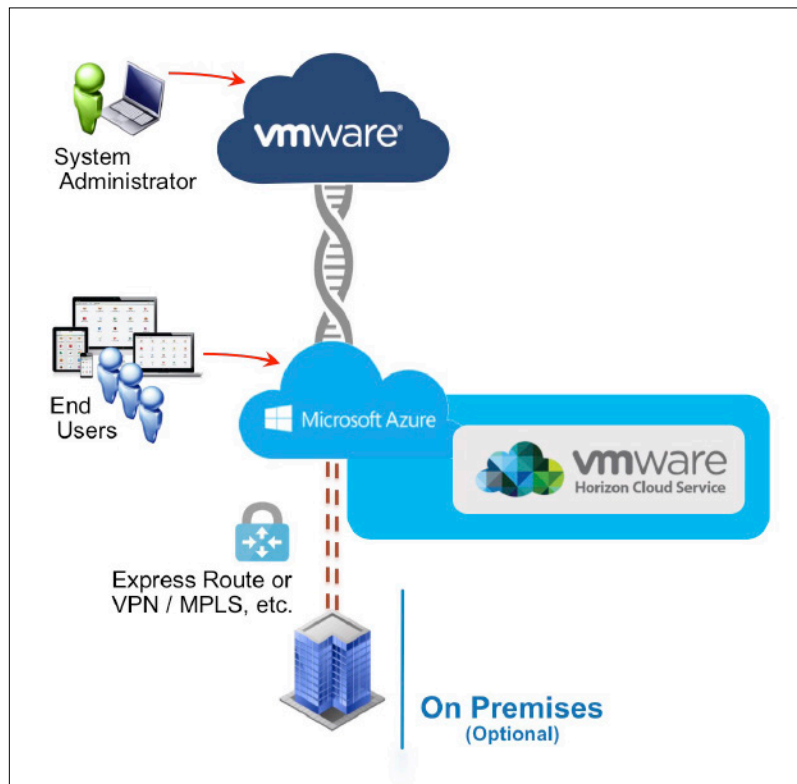 vmware®
System
Administrator
End
Users
Microsoft Azure
vmware
Horizon Cloud Service
Express Route or
VPN / MPLS, etc.
On Premises
(Optional)